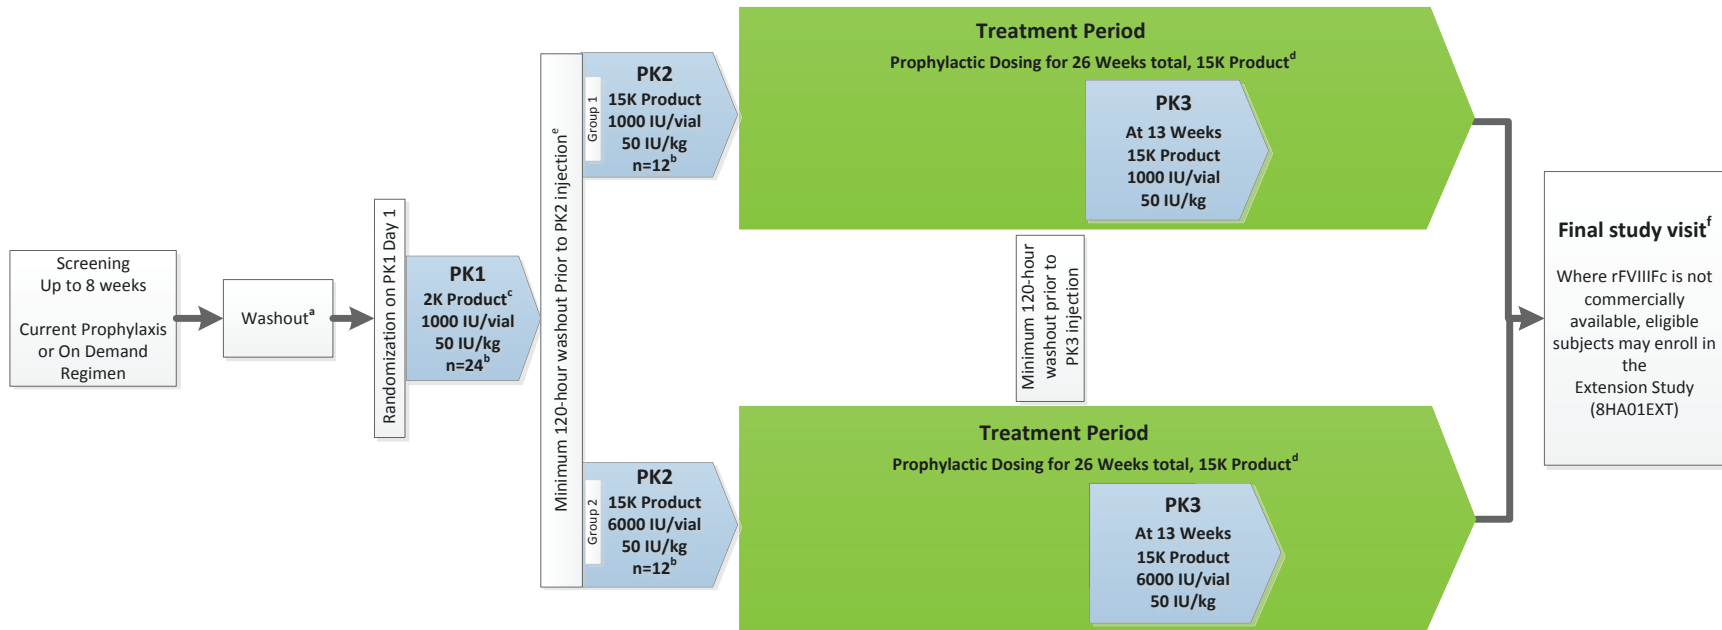 Screening
Up to 8 weeks
Current Prophylaxis
or On Demand
Regimen
Washoutᵃ
Randomization on PK1 Day 1
PK1
2K Productᶜ
1000 IU/vial
50 IU/kg
n=24ᵇ
Minimum 120-hour washout Prior to PK2 injectionᵉ
Group 1
PK2
15K Product
1000 IU/vial
50 IU/kg
n=12ᵇ
Treatment Period
Prophylactic Dosing for 26 Weeks total, 15K Productᵈ
PK3
At 13 Weeks
15K Product
1000 IU/vial
50 IU/kg
Minimum 120-hour
washout prior to
PK3 injection
Group 2
PK2
15K Product
6000 IU/vial
50 IU/kg
n=12ᵇ
Treatment Period
Prophylactic Dosing for 26 Weeks total, 15K Productᵈ
PK3
At 13 Weeks
15K Product
6000 IU/vial
50 IU/kg
Final study visitᶠ
Where rFVIIIFc is not
commercially
available, eligible
subjects may enroll in
the
Extension Study
(8HA01EXT)